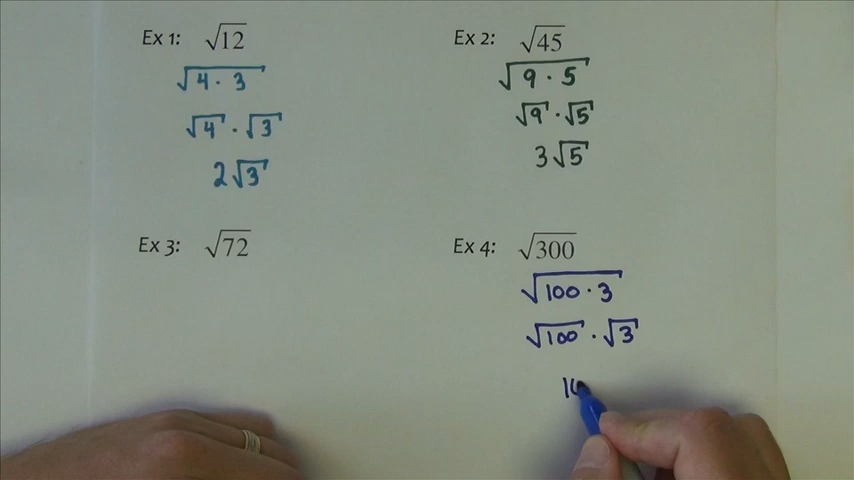 Ex 1: √12
√4 · 3
√4 · √3
2√3
Ex 2: √45
√9 · 5
√9 · √5
3√5
Ex 3: √72
Ex 4: √300
√100 · 3
√100 · √3
10